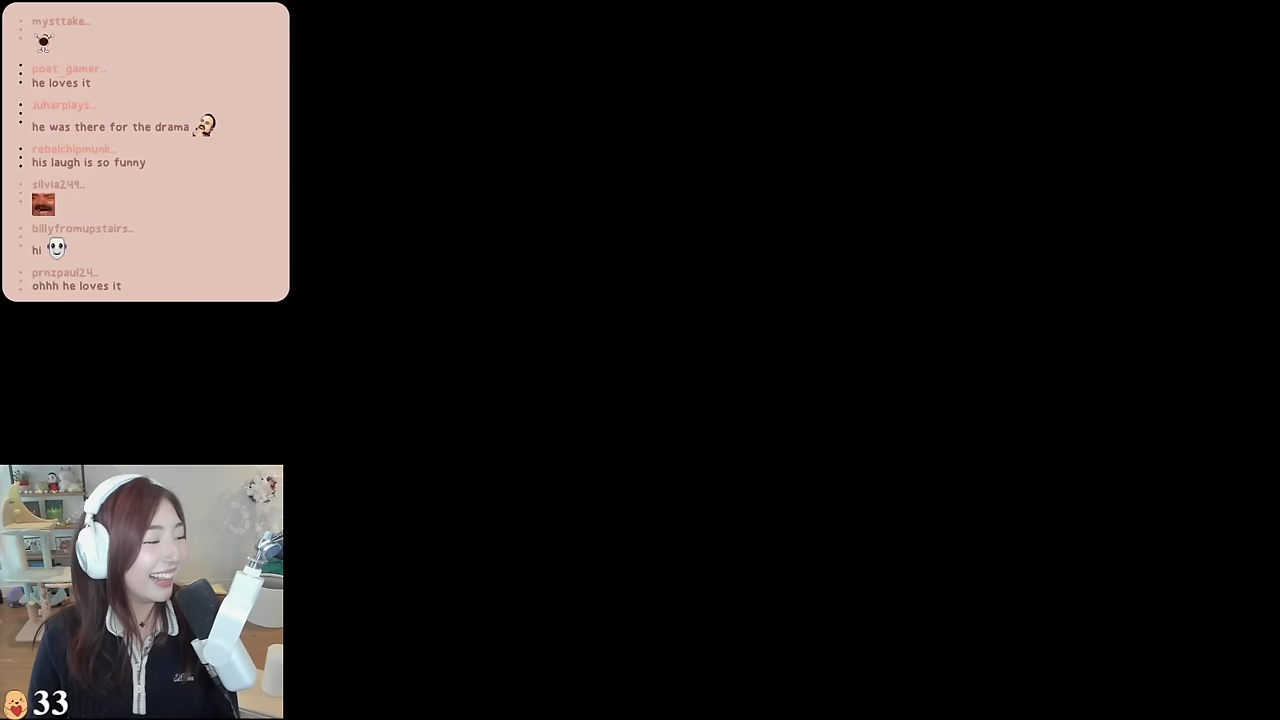 mysttake..
poet_gamer..
he loves it
juharplays..
he was there for the drama
rebelchipmunk..
his laugh is so funny
silvia249..
billyfromupstairs..
hi
prnzpaul24..
ohhh he loves it
33